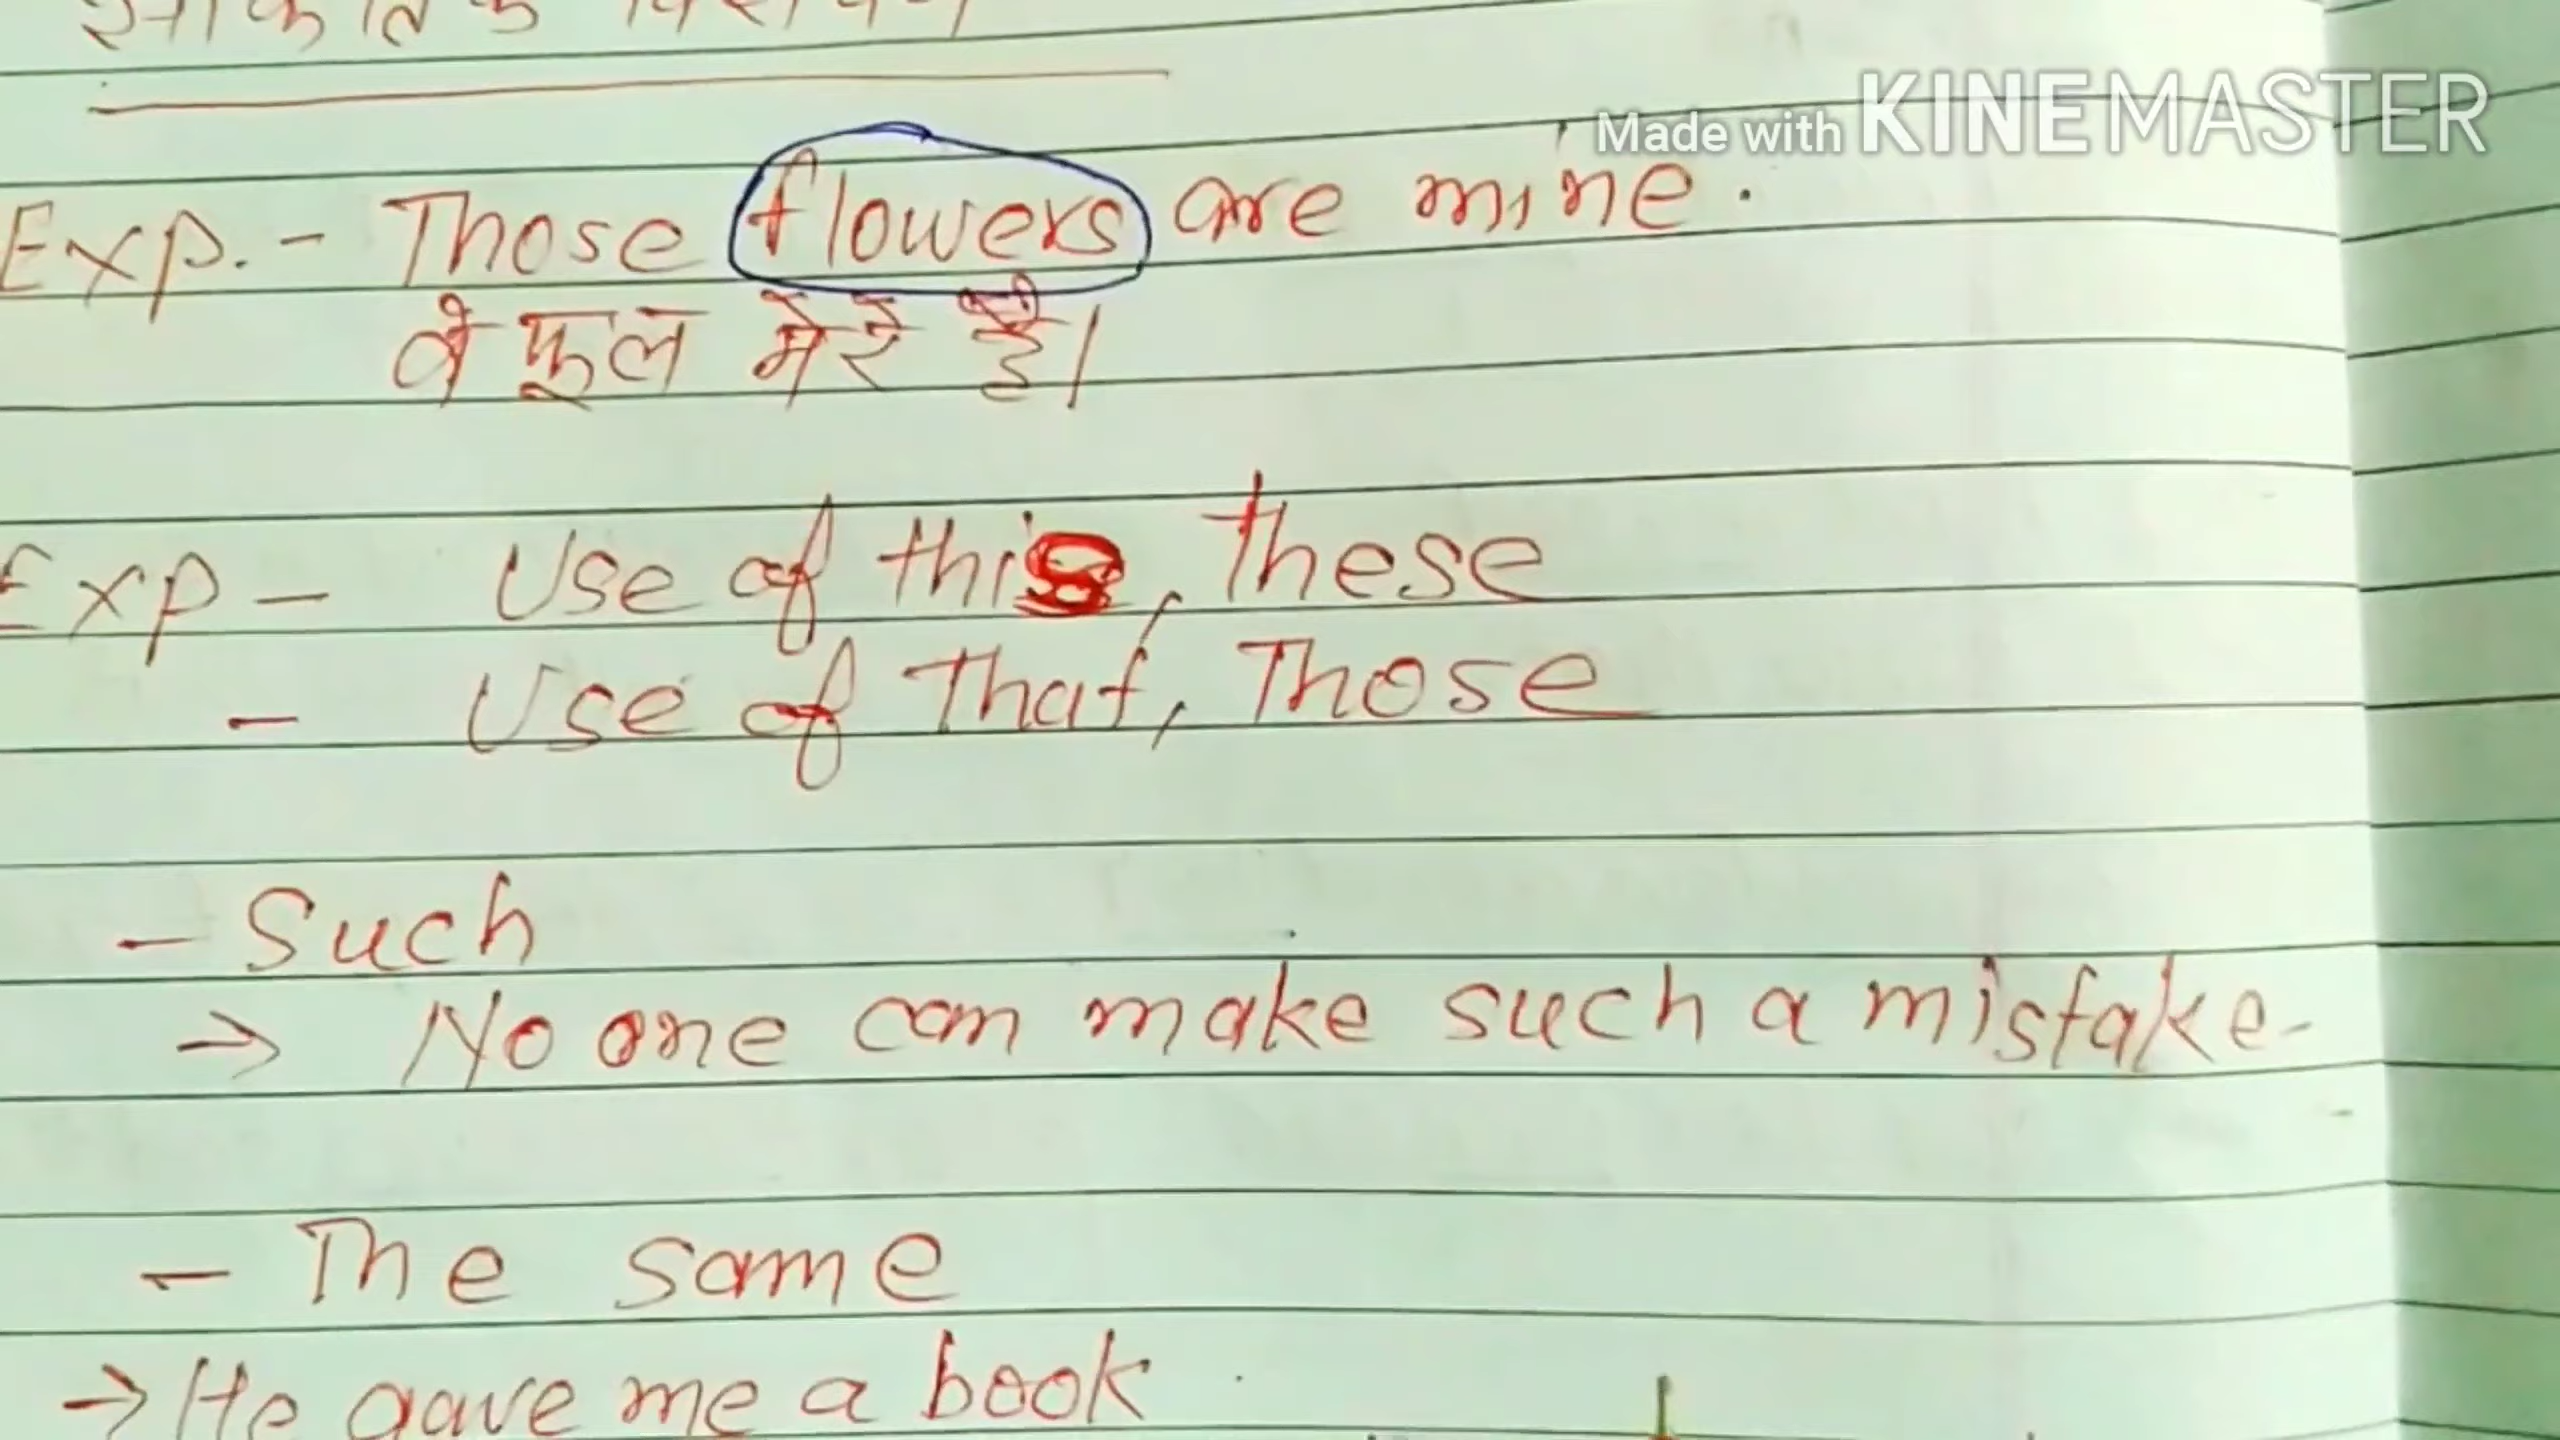 Made with KINEMASTER
Exp. - Those flowers are mine.
वे फूल मेरे हैं।
Exp - Use of this, These
- Use of That, Those
- Such
→ No one can make such a mistake.
- The same
→ He gave me a book